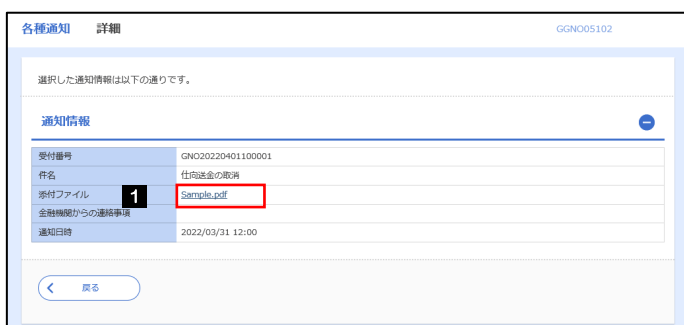 各種通知 詳細 GGNO05102
選択した通知情報は以下の通りです。
通知情報
受付番号 GNO20220401100001
件名 仕向送金の取消
添付ファイル 1 Sample.pdf
金融機関からの連絡事項
通知日時 2022/03/31 12:00
戻る